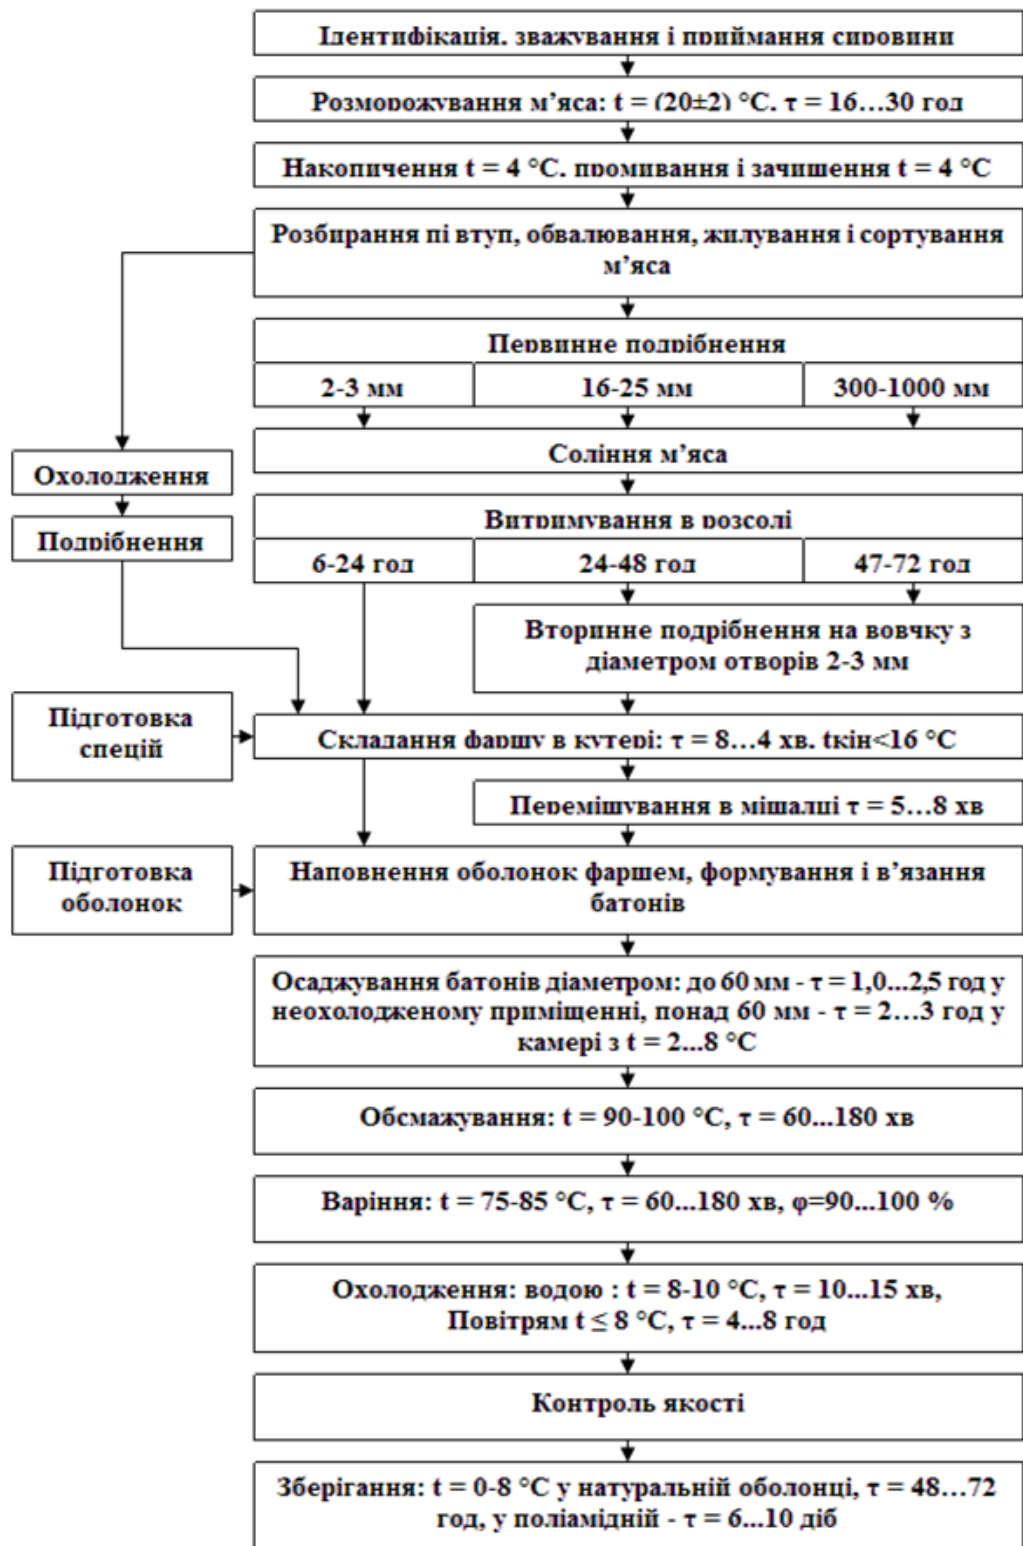 Ідентифікація, зважування і приймання сировини
Розморожування м’яса: t = (20±2) °С, τ = 16…30 год
Накопичення t = 4 °С, промивання і зачищення t = 4 °С
Розбирання пі втуп, обвалювання, жилування і сортування
м’яса
Первинне подрібнення
2-3 мм
16-25 мм
300-1000 мм
Соління м’яса
Охолодження
Витримування в розсолі
Подрібнення
6-24 год
24-48 год
47-72 год
Вторинне подрібнення на вовчку з
діаметром отворів 2-3 мм
Підготовка
спецій
Складання фаршу в кутері: τ = 8…4 хв, tкін<16 °С
Перемішування в мішалці τ = 5…8 хв
Підготовка
оболонок
Наповнення оболонок фаршем, формування і в’язання
батонів
Осаджування батонів діаметром: до 60 мм - τ = 1,0...2,5 год у
неохолодженому приміщенні, понад 60 мм - τ = 2…3 год у
камері з t = 2...8 °С
Обсмажування: t = 90-100 °С, τ = 60...180 хв
Варіння: t = 75-85 °С, τ = 60...180 хв, φ=90...100 %
Охолодження: водою : t = 8-10 °С, τ = 10...15 хв,
Повітрям t ≤ 8 °С, τ = 4...8 год
Контроль якості
Зберігання: t = 0-8 °С у натуральній оболонці, τ = 48…72
год, у поліамідній - τ = 6...10 діб